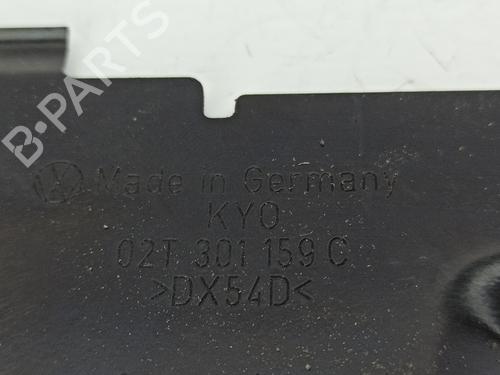 B-PARTS
Made in Germany
KYO
02T 301 159 C
>DX54D<